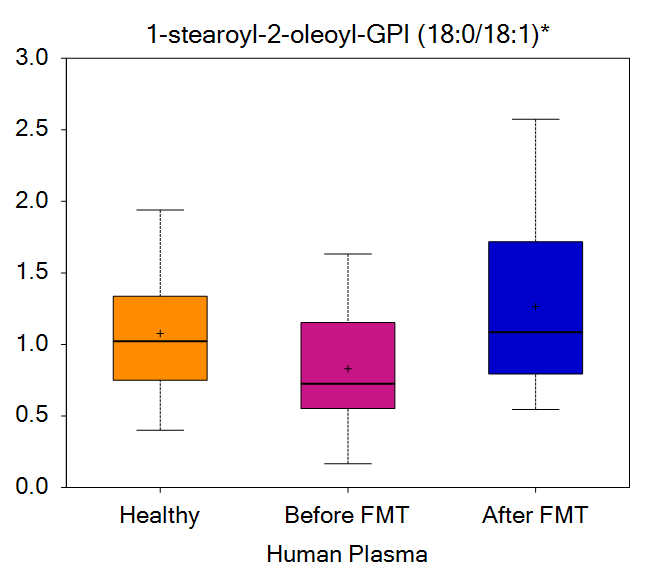 1-stearoyl-2-oleoyl-GPI (18:0/18:1)*
3.0
2.5
2.0
1.5
1.0
0.5
0.0
Healthy Before FMT After FMT
Human Plasma